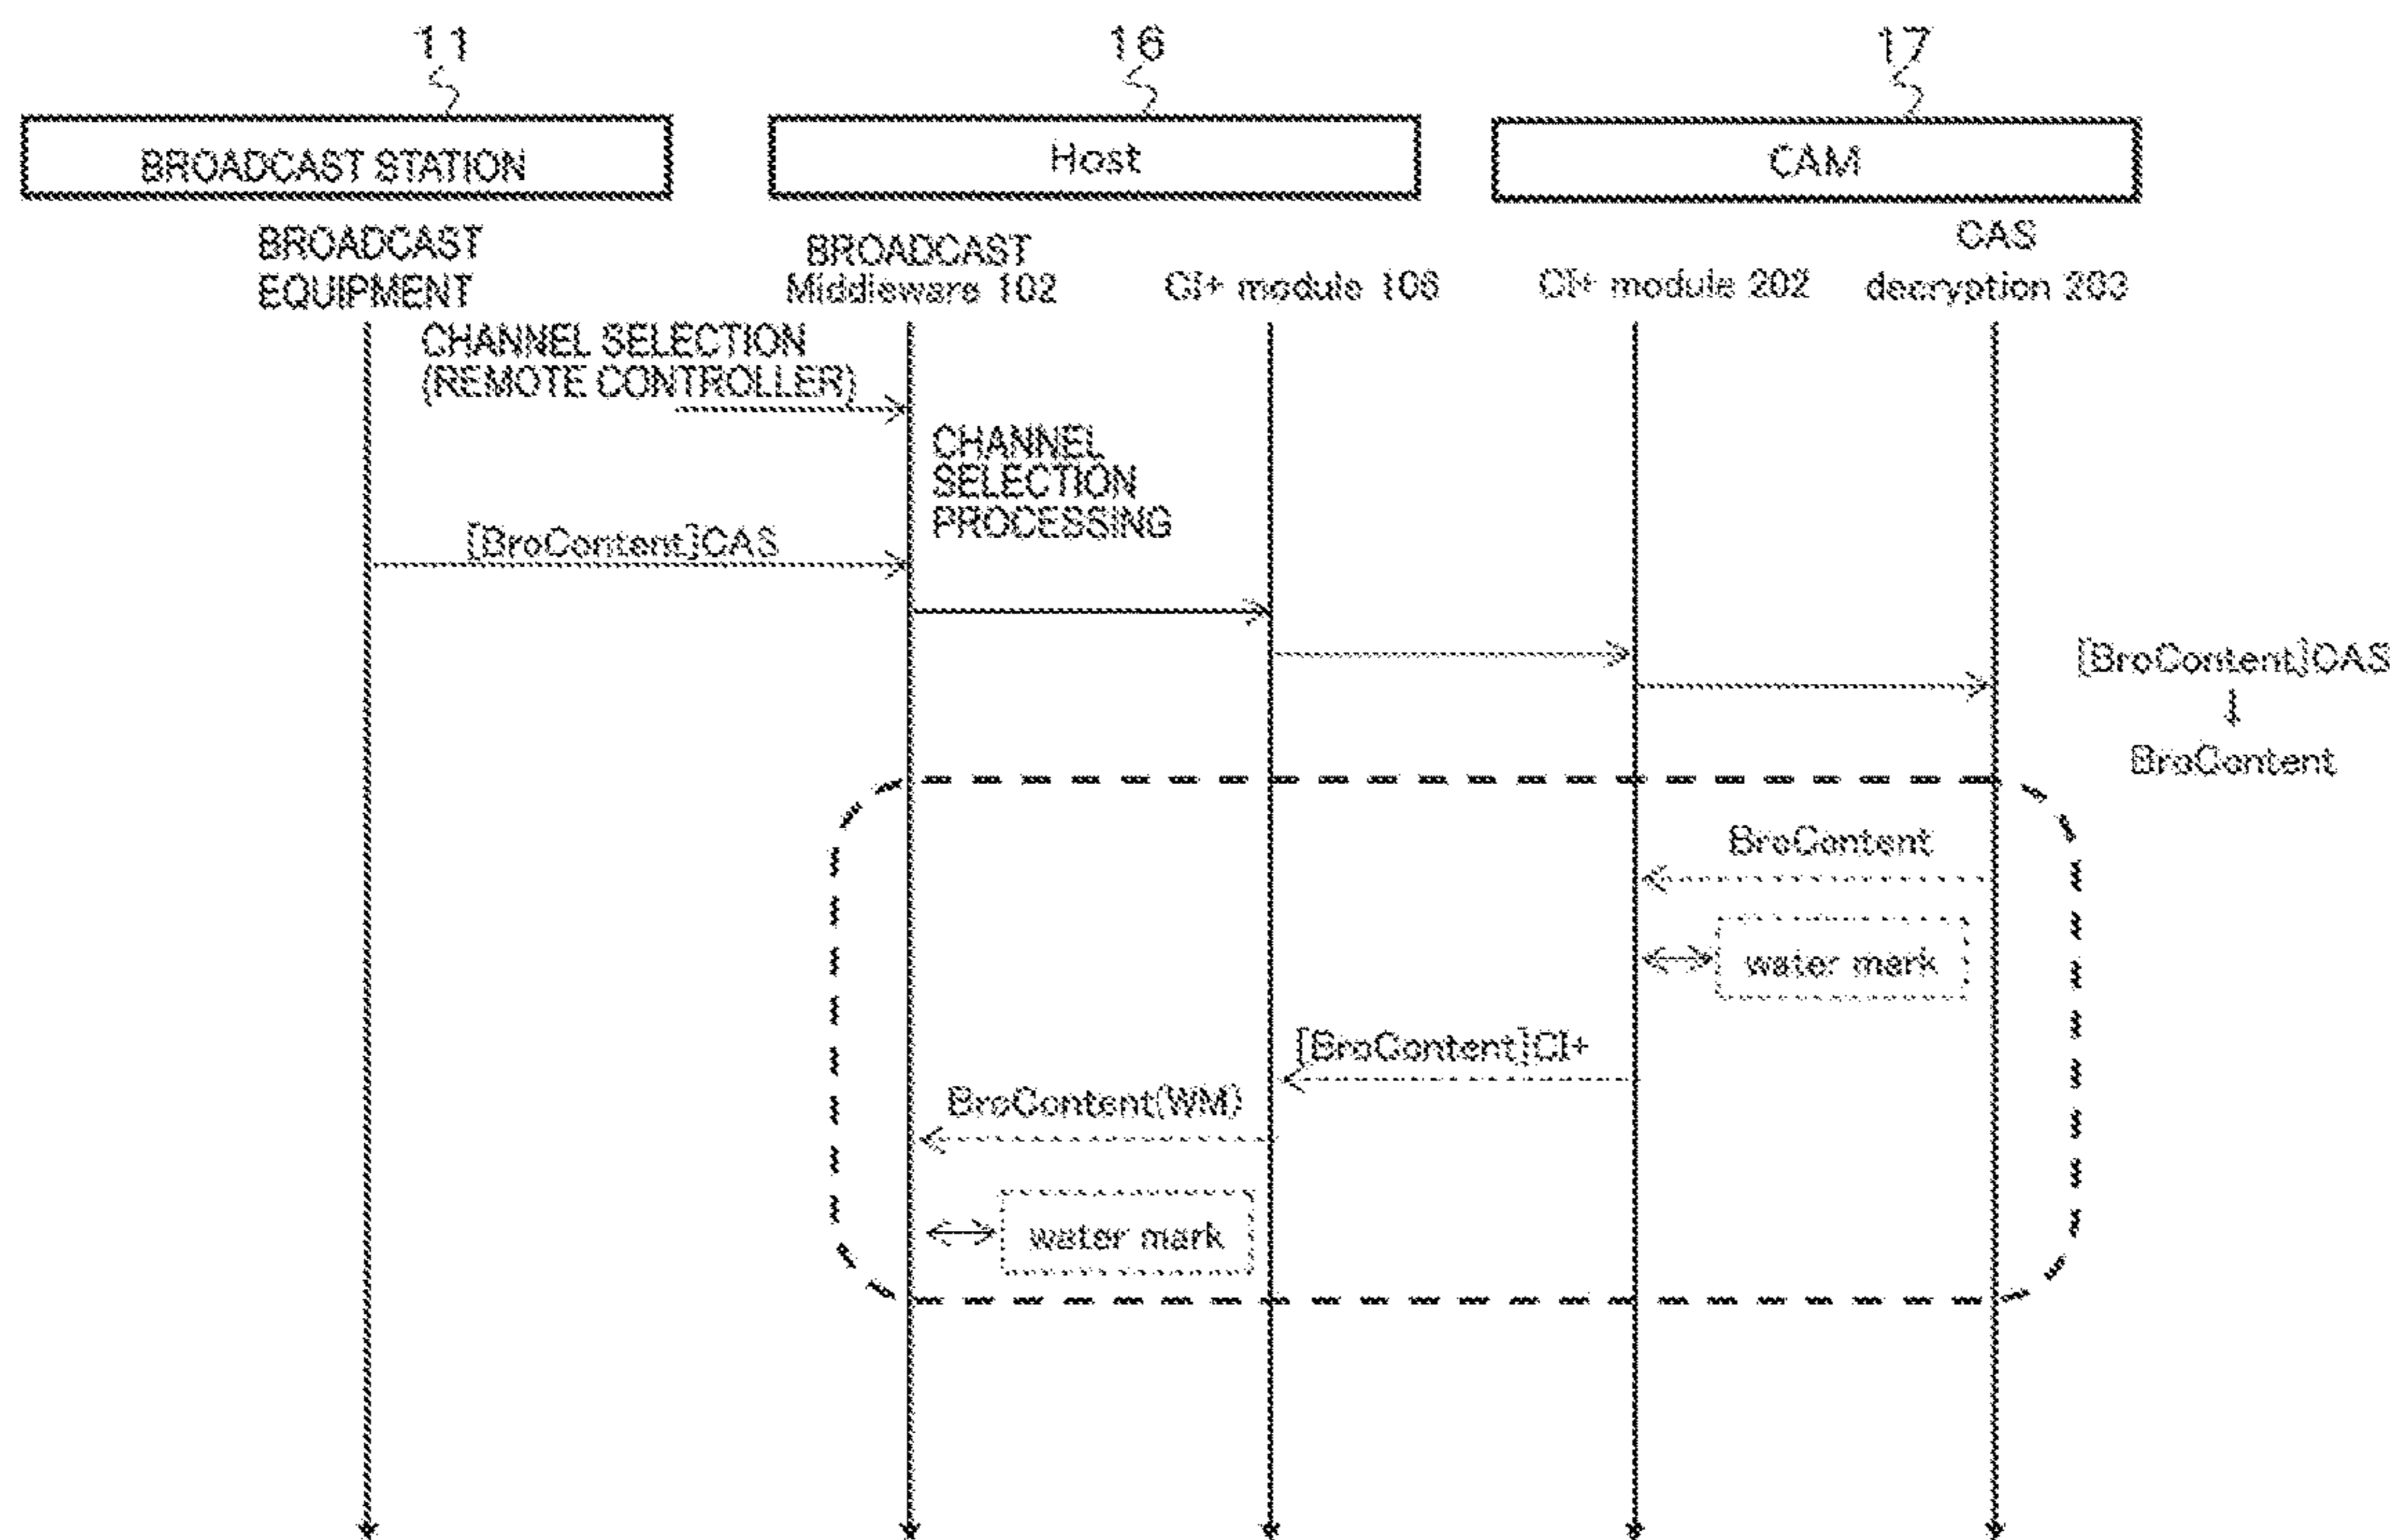 11
16
17
BROADCAST STATION
Host
CAM
BROADCAST
EQUIPMENT
BROADCAST
Middleware 102
CI+ module 106
CI+ module 202
CAS
decryption 203
CHANNEL SELECTION
(REMOTE CONTROLLER)
CHANNEL
SELECTION
PROCESSING
[BroContent]CAS
[BroContent]CAS
BroContent
BroContent
water mark
[BroContent]CI+
BroContent(WM)
water mark